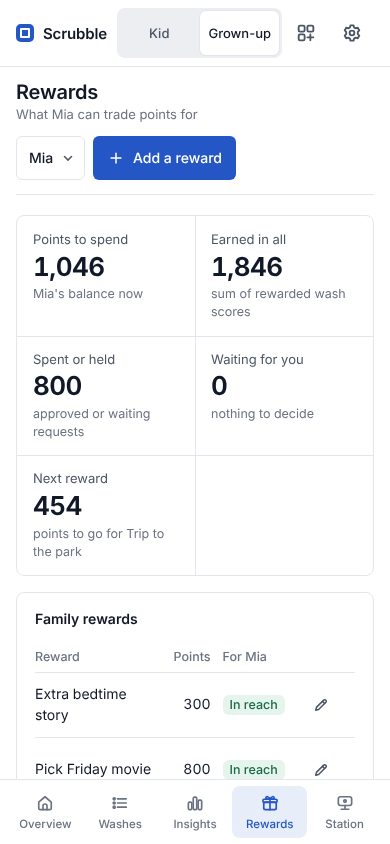 Scrubble
Kid
Grown-up
Rewards
What Mia can trade points for
Mia
Add a reward
Points to spend
1,046
Mia's balance now
Earned in all
1,846
sum of rewarded wash
scores
Spent or held
800
approved or waiting
requests
Waiting for you
0
nothing to decide
Next reward
454
points to go for Trip to
the park
Family rewards
Reward Points For Mia
Extra bedtime
story
300 In reach
Pick Friday movie 800 In reach
Overview Washes Insights Rewards Station